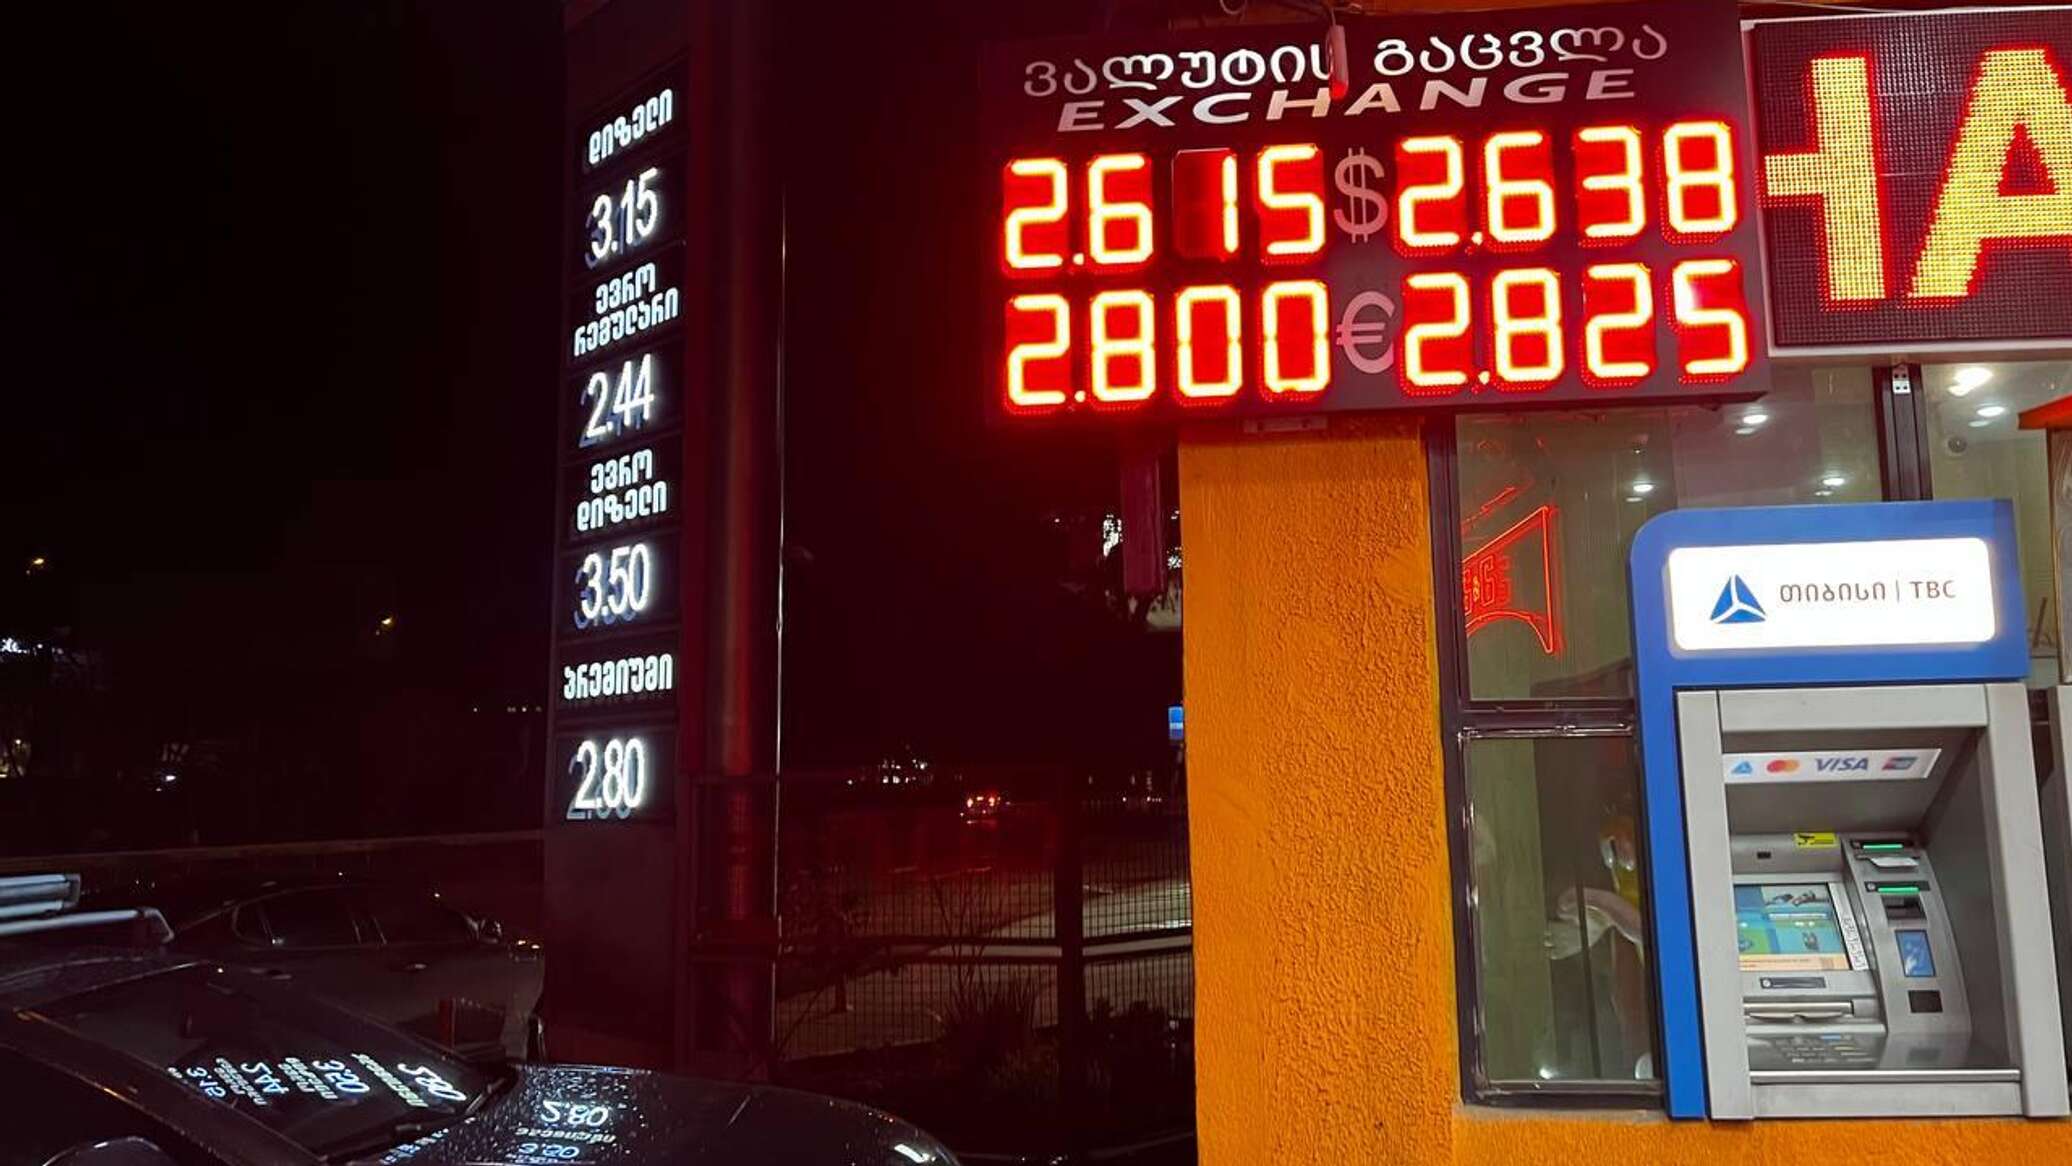 დიზელი
3.15
ევრო
რეგულარი
2.44
ევრო
დიზელი
3.50
პრემიუმი
2.80
ვალუტის გაცვლა
EXCHANGE
2.615 $ 2.638
2.800 € 2.825
HA
თიბისი | TBC
VISA